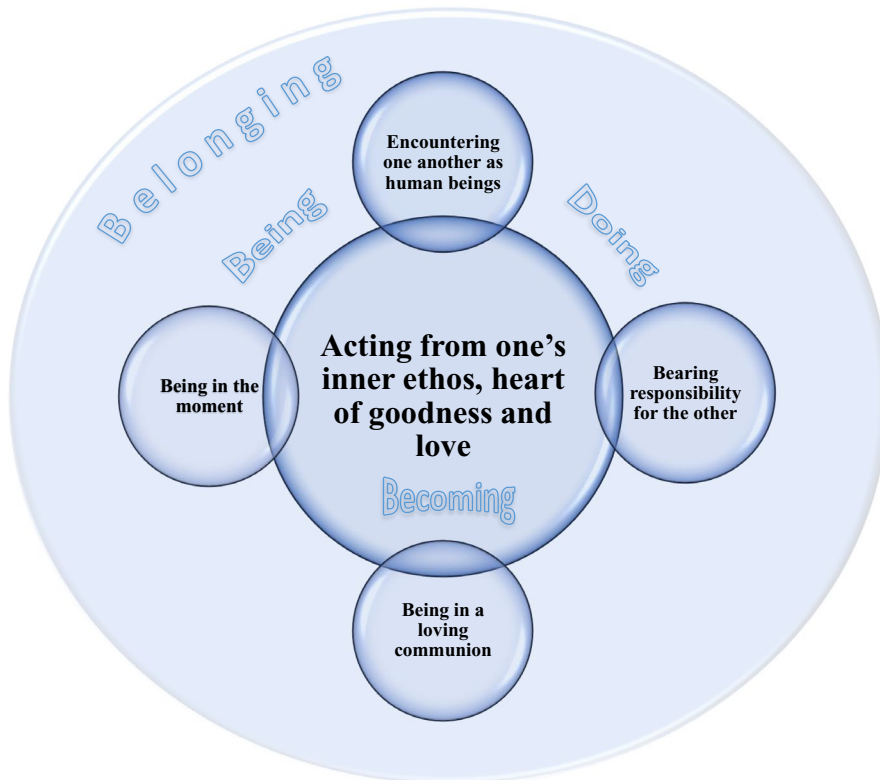 Belonging
Encountering
one another as
human beings
Being
Doing
Acting from one’s
inner ethos, heart
of goodness and
love
Being in the
moment
Bearing
responsibility
for the other
Becoming
Being in a
loving
communion